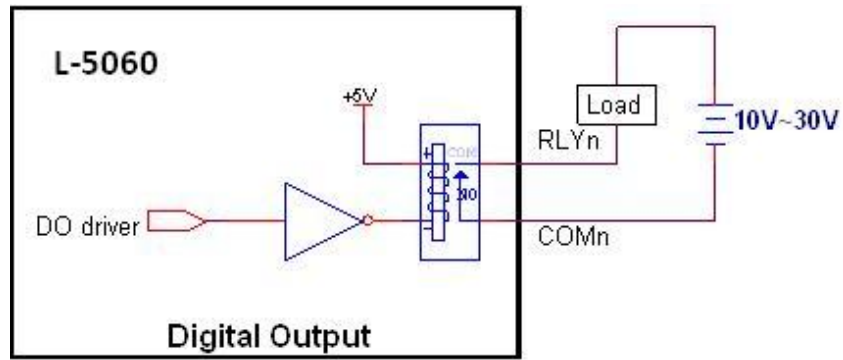 L-5060
+5V
Load
10V~30V
RLYn
+
COM
NO
DO driver
-
COMn
Digital Output